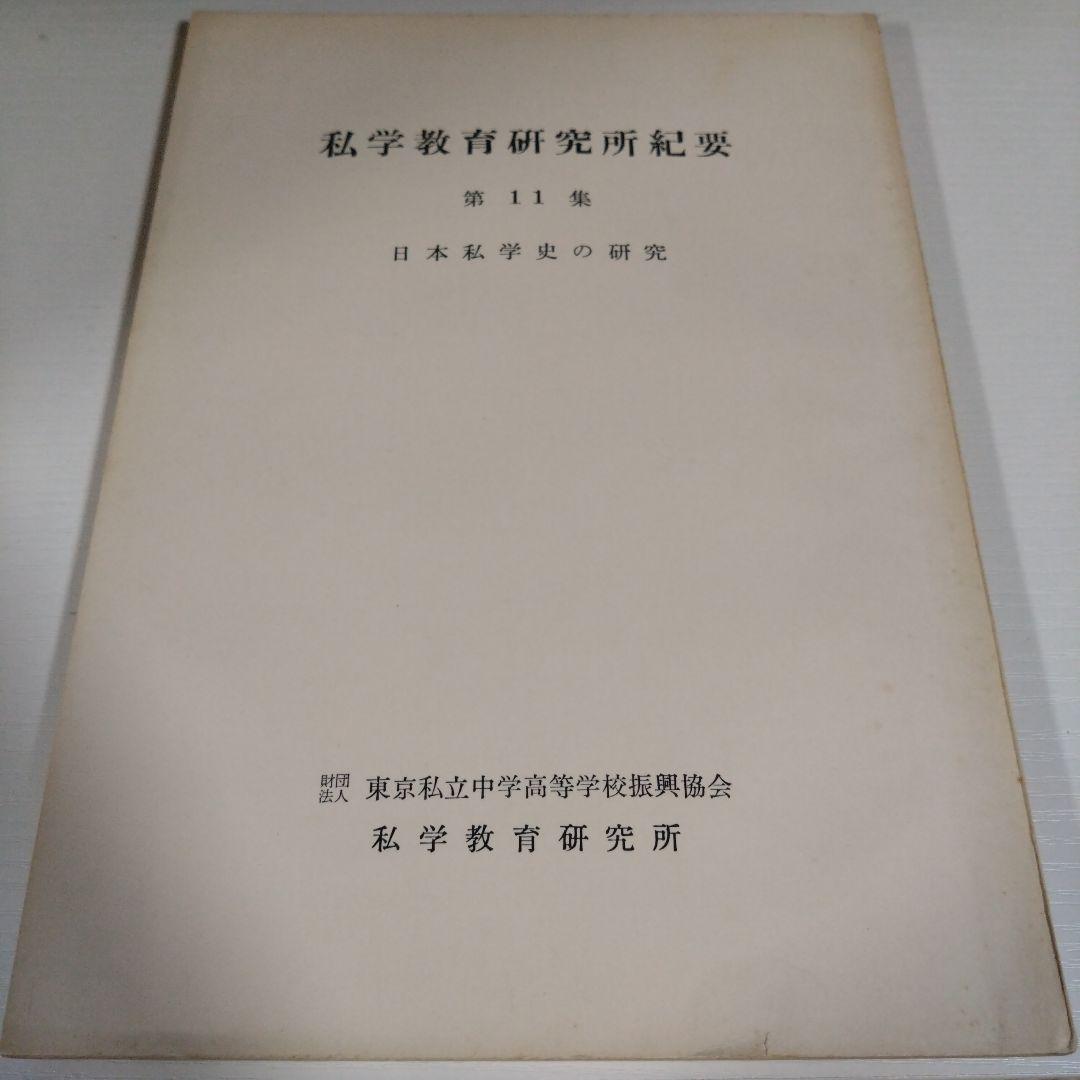 私学教育研究所紀要
第 11 集
日本私学史の研究
財団法人 東京私立中学高等学校振興協会
私学教育研究所